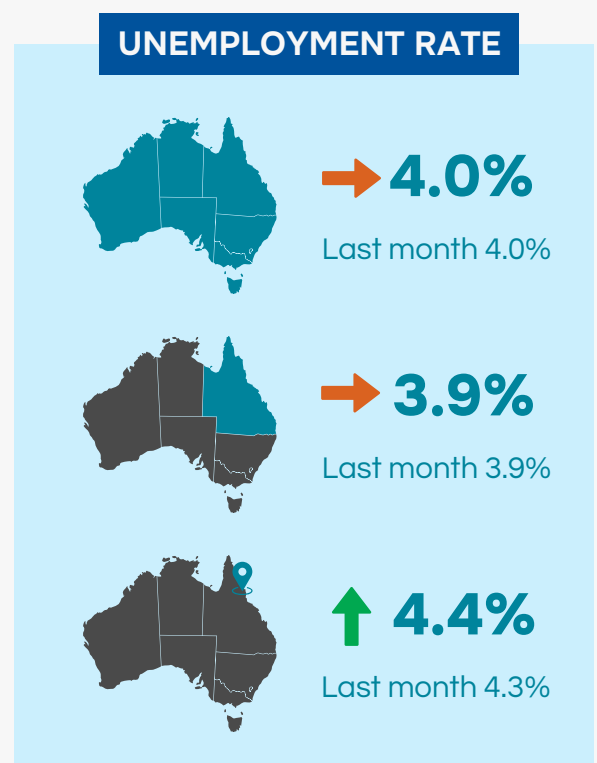 UNEMPLOYMENT RATE
4.0%
Last month 4.0%
3.9%
Last month 3.9%
4.4%
Last month 4.3%